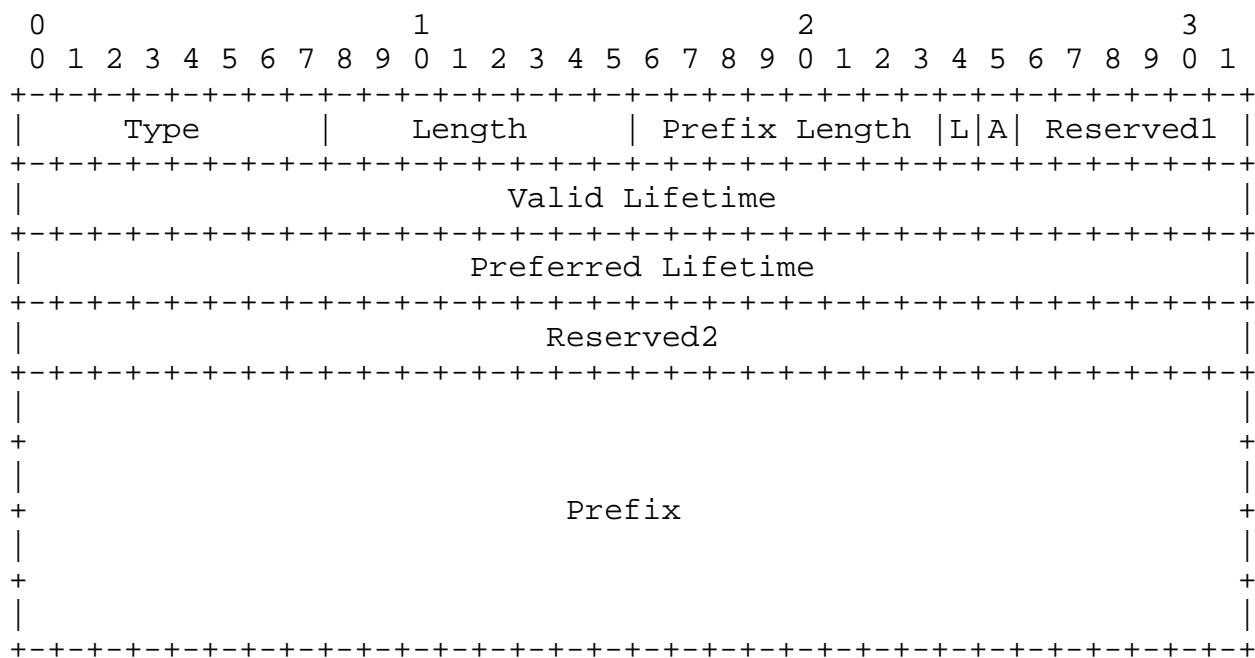 0                   1                   2                   3
 0 1 2 3 4 5 6 7 8 9 0 1 2 3 4 5 6 7 8 9 0 1 2 3 4 5 6 7 8 9 0 1
+-+-+-+-+-+-+-+-+-+-+-+-+-+-+-+-+-+-+-+-+-+-+-+-+-+-+-+-+-+-+-+-+
|     Type      |    Length     | Prefix Length |L|A| Reserved1 |
+-+-+-+-+-+-+-+-+-+-+-+-+-+-+-+-+-+-+-+-+-+-+-+-+-+-+-+-+-+-+-+-+
|                         Valid Lifetime                        |
+-+-+-+-+-+-+-+-+-+-+-+-+-+-+-+-+-+-+-+-+-+-+-+-+-+-+-+-+-+-+-+-+
|                       Preferred Lifetime                      |
+-+-+-+-+-+-+-+-+-+-+-+-+-+-+-+-+-+-+-+-+-+-+-+-+-+-+-+-+-+-+-+-+
|                           Reserved2                           |
+-+-+-+-+-+-+-+-+-+-+-+-+-+-+-+-+-+-+-+-+-+-+-+-+-+-+-+-+-+-+-+-+
|                                                               |
+                                                               +
|                                                               |
+                            Prefix                             +
|                                                               |
+                                                               +
|                                                               |
+-+-+-+-+-+-+-+-+-+-+-+-+-+-+-+-+-+-+-+-+-+-+-+-+-+-+-+-+-+-+-+-+